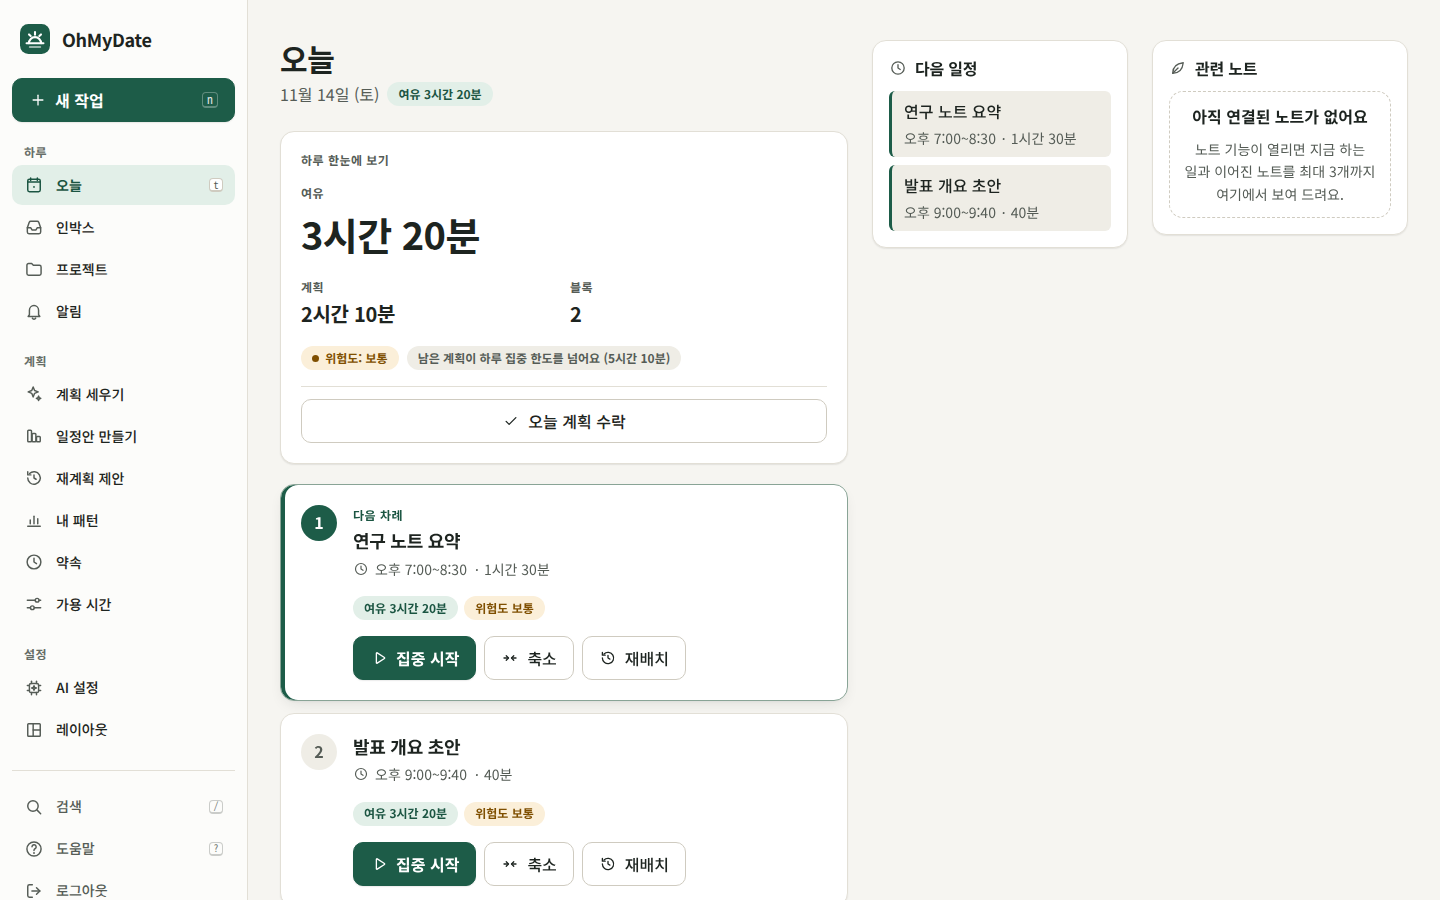 OhMyDate
새 작업
n
하루
오늘
t
인박스
프로젝트
알림
계획
계획 세우기
일정안 만들기
재계획 제안
내 패턴
약속
가용 시간
설정
AI 설정
레이아웃
검색
/
도움말
?
로그아웃
오늘
11월 14일 (토)
여유 3시간 20분
하루 한눈에 보기
여유
3시간 20분
계획
2시간 10분
블록
2
위험도: 보통
남은 계획이 하루 집중 한도를 넘어요 (5시간 10분)
오늘 계획 수락
1
다음 차례
연구 노트 요약
오후 7:00~8:30 · 1시간 30분
여유 3시간 20분
위험도 보통
집중 시작
축소
재배치
2
발표 개요 초안
오후 9:00~9:40 · 40분
여유 3시간 20분
위험도 보통
집중 시작
축소
재배치
다음 일정
연구 노트 요약
오후 7:00~8:30 · 1시간 30분
발표 개요 초안
오후 9:00~9:40 · 40분
관련 노트
아직 연결된 노트가 없어요
노트 기능이 열리면 지금 하는
일과 이어진 노트를 최대 3개까지
여기에서 보여 드려요.